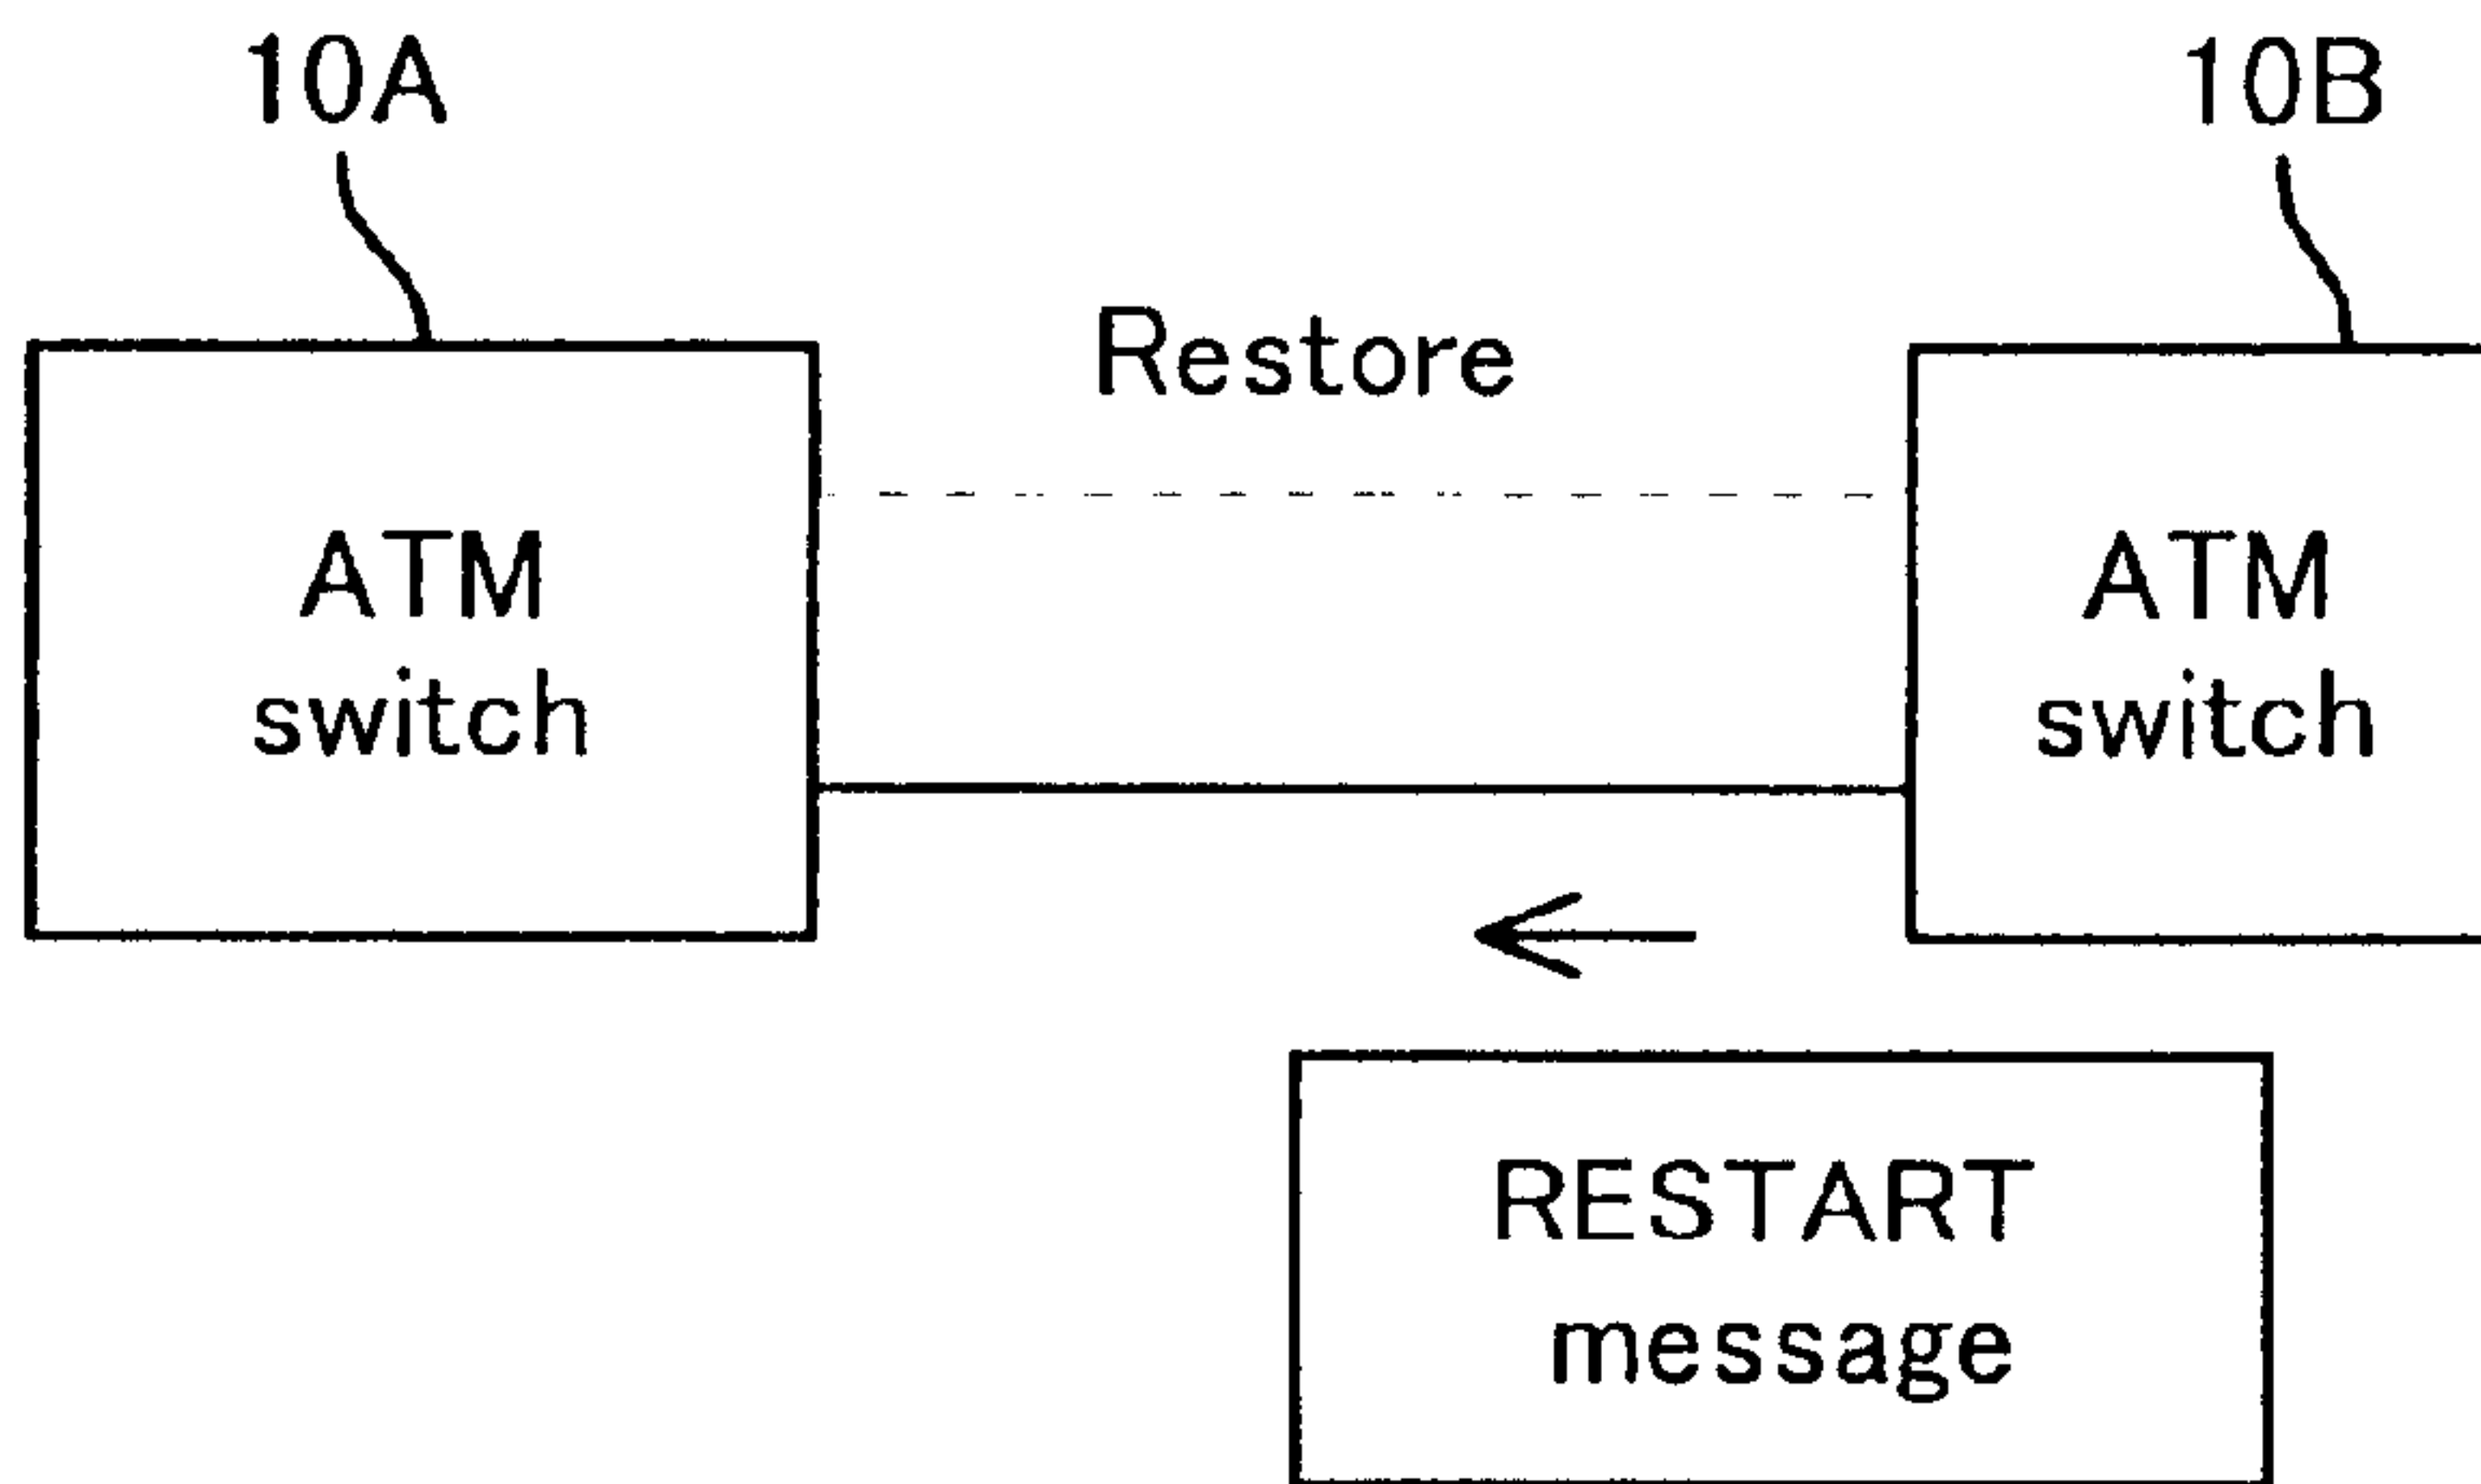 10A
10B
Restore
ATM
switch
ATM
switch
RESTART
message